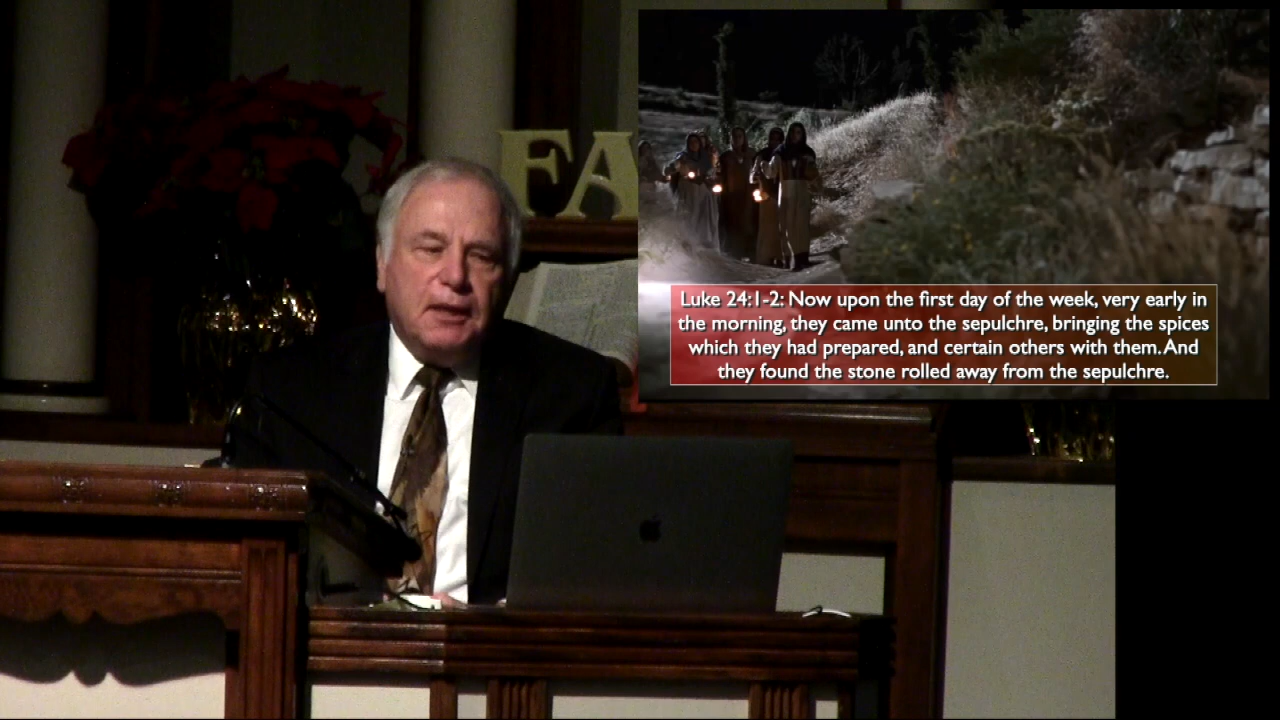 FA
Luke 24:1-2: Now upon the first day of the week, very early in
the morning, they came unto the sepulchre, bringing the spices
which they had prepared, and certain others with them. And
they found the stone rolled away from the sepulchre.